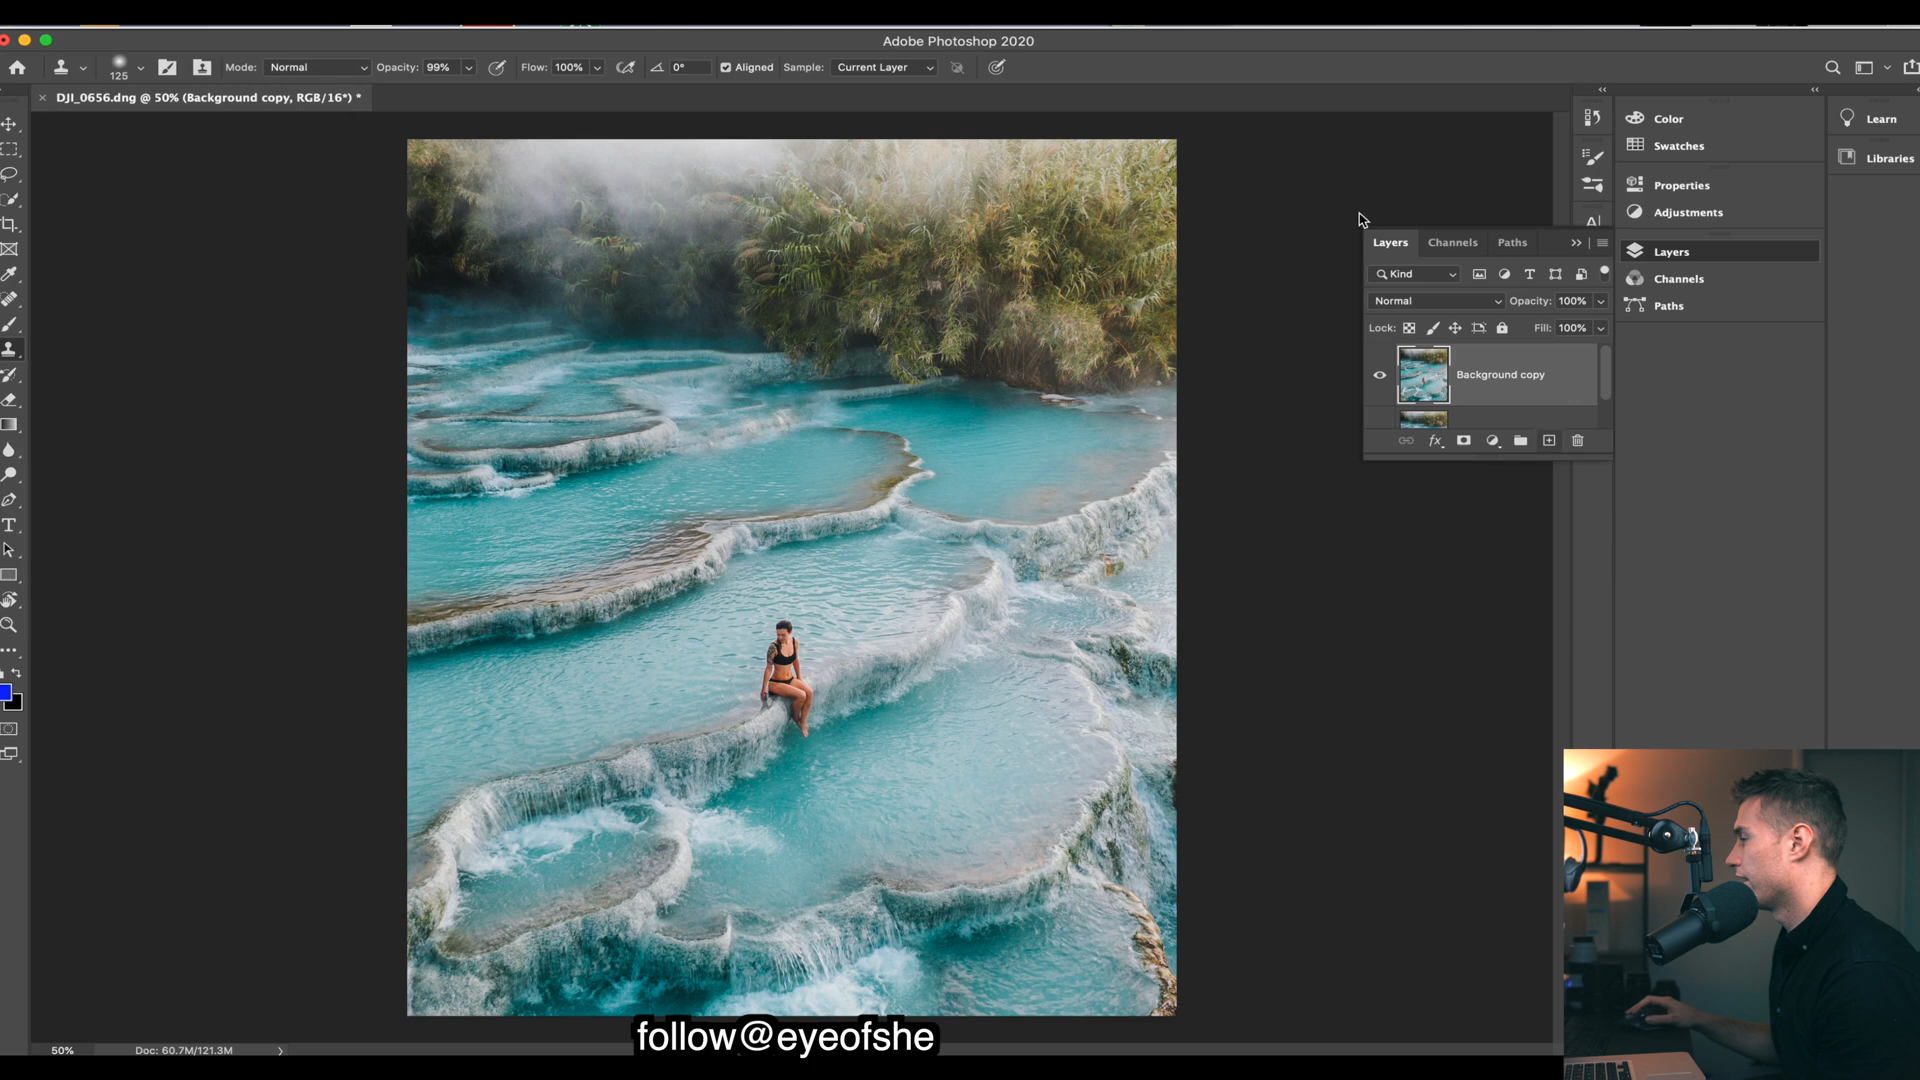 Adobe Photoshop 2020
125
Mode: Normal Opacity: 99% Flow: 100% 0° Aligned Sample: Current Layer
DJI_0656.dng @ 50% (Background copy, RGB/16*) *
Color
Swatches
Properties
Adjustments
Layers
Channels
Paths
Learn
Libraries
Layers Channels Paths
Kind
Normal Opacity: 100%
Lock: Fill: 100%
Background copy
fx
50% Doc: 60.7M/121.3M
follow@eyeofshe